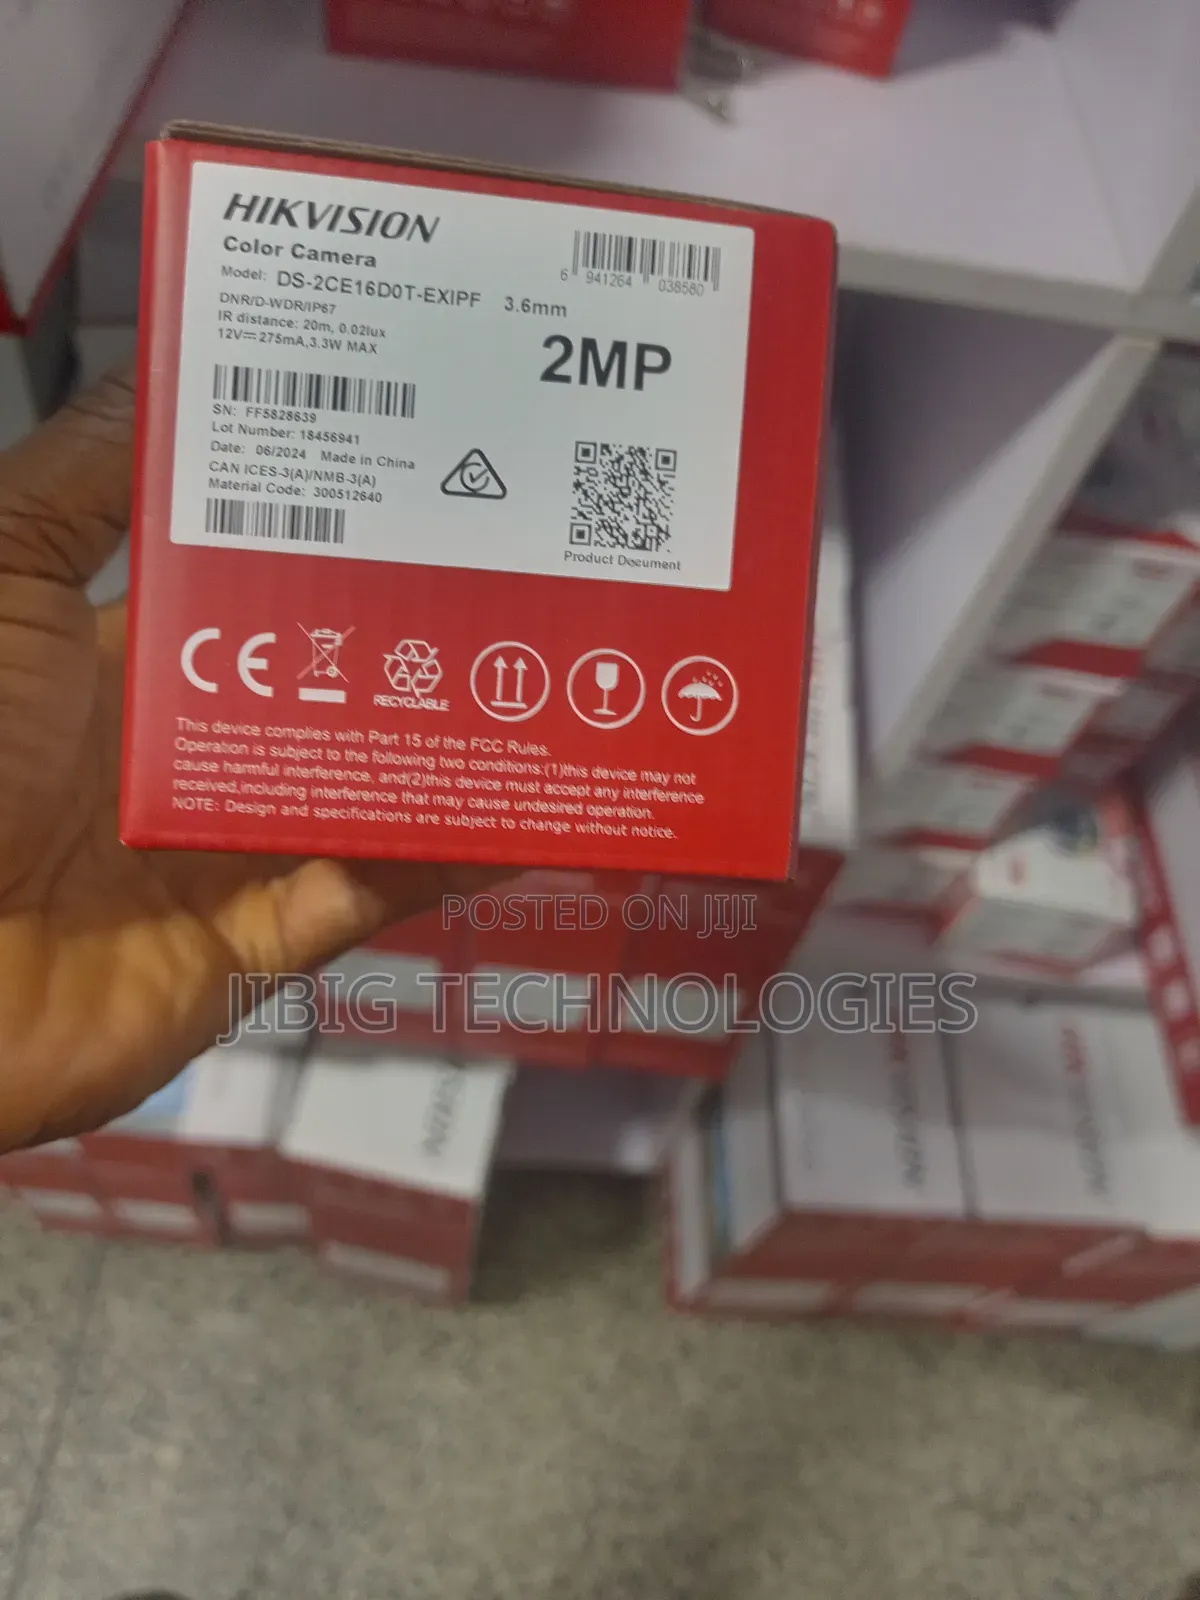 HIKVISION
Color Camera
Model: DS-2CE16D0T-EXIPF 3.6mm
DNR/D-WDR/IP67
IR distance: 20m, 0.02lux
12V⎓275mA,3.3W MAX
6 941264 038580
2MP
SN: FF5828639
Lot Number: 18456941
Date: 06/2024 Made in China
CAN ICES-3(A)/NMB-3(A)
Material Code: 300512640
Product Document
CE
RECYCLABLE
This device complies with Part 15 of the FCC Rules.
Operation is subject to the following two conditions:(1)this device may not
cause harmful interference, and(2)this device must accept any interference
received,including interference that may cause undesired operation.
NOTE: Design and specifications are subject to change without notice.
POSTED ON JIJI
JIBIG TECHNOLOGIES
HIKVISION
HIKVISION
HIKVISION